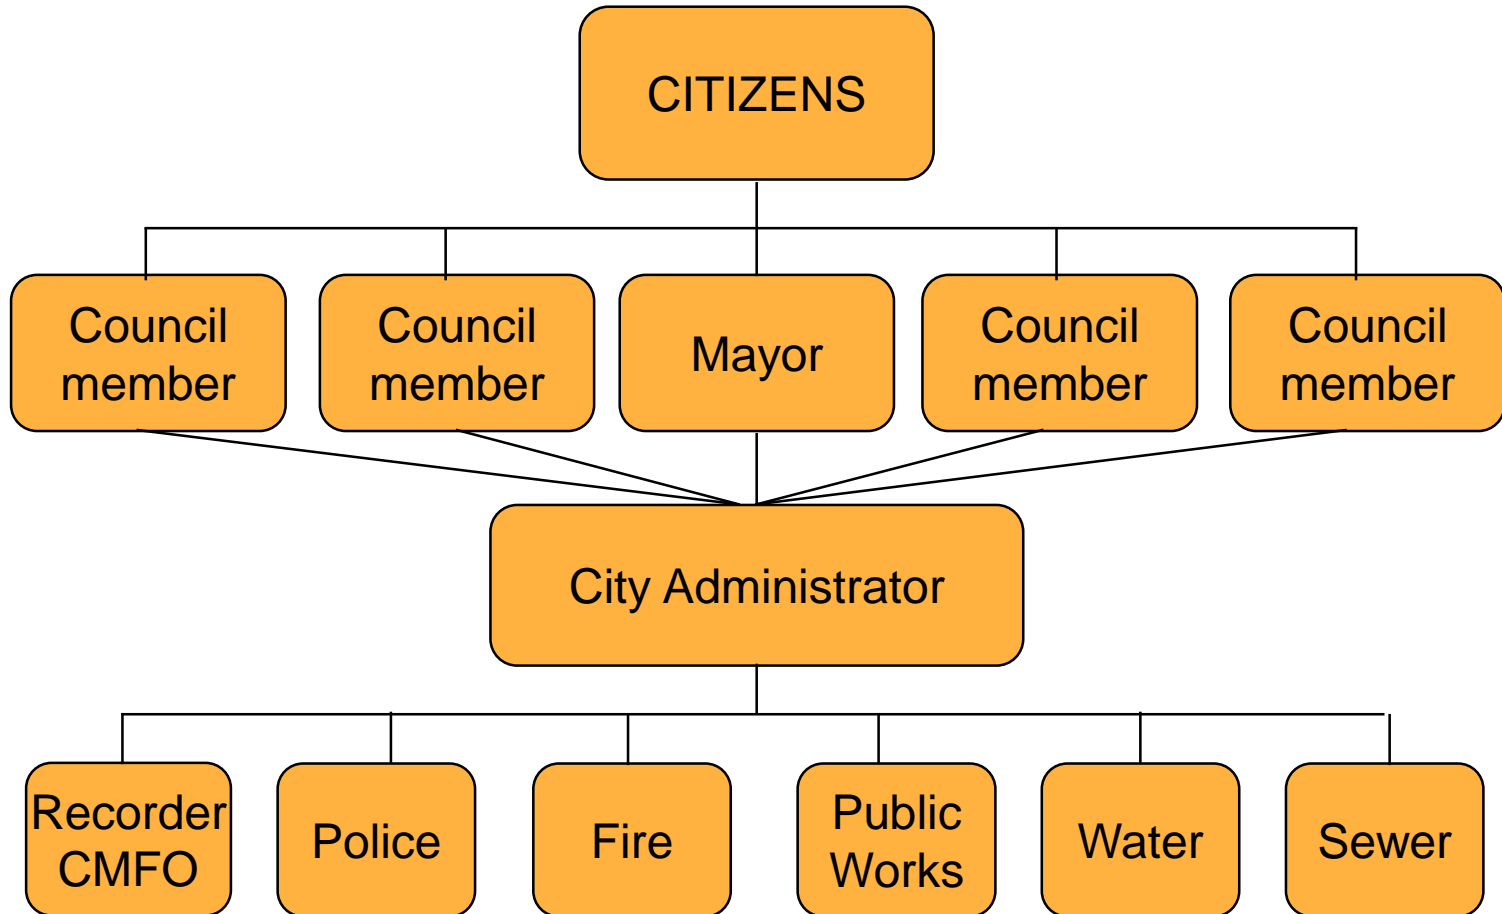 CITIZENS
Council
member
Council
member
Mayor
Council
member
Council
member
City Administrator
Recorder
CMFO
Police
Fire
Public
Works
Water
Sewer